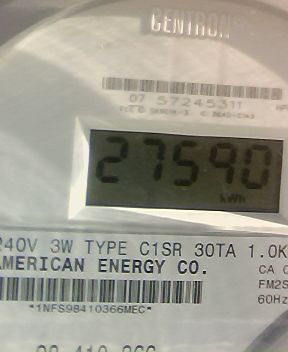 CENTRON
07 57245311
27590
kWh
240V 3W TYPE C1SR 30TA 1.0K
AMERICAN ENERGY CO.
CA 0
FM2S
60Hz
*1NFS98410366MEC*